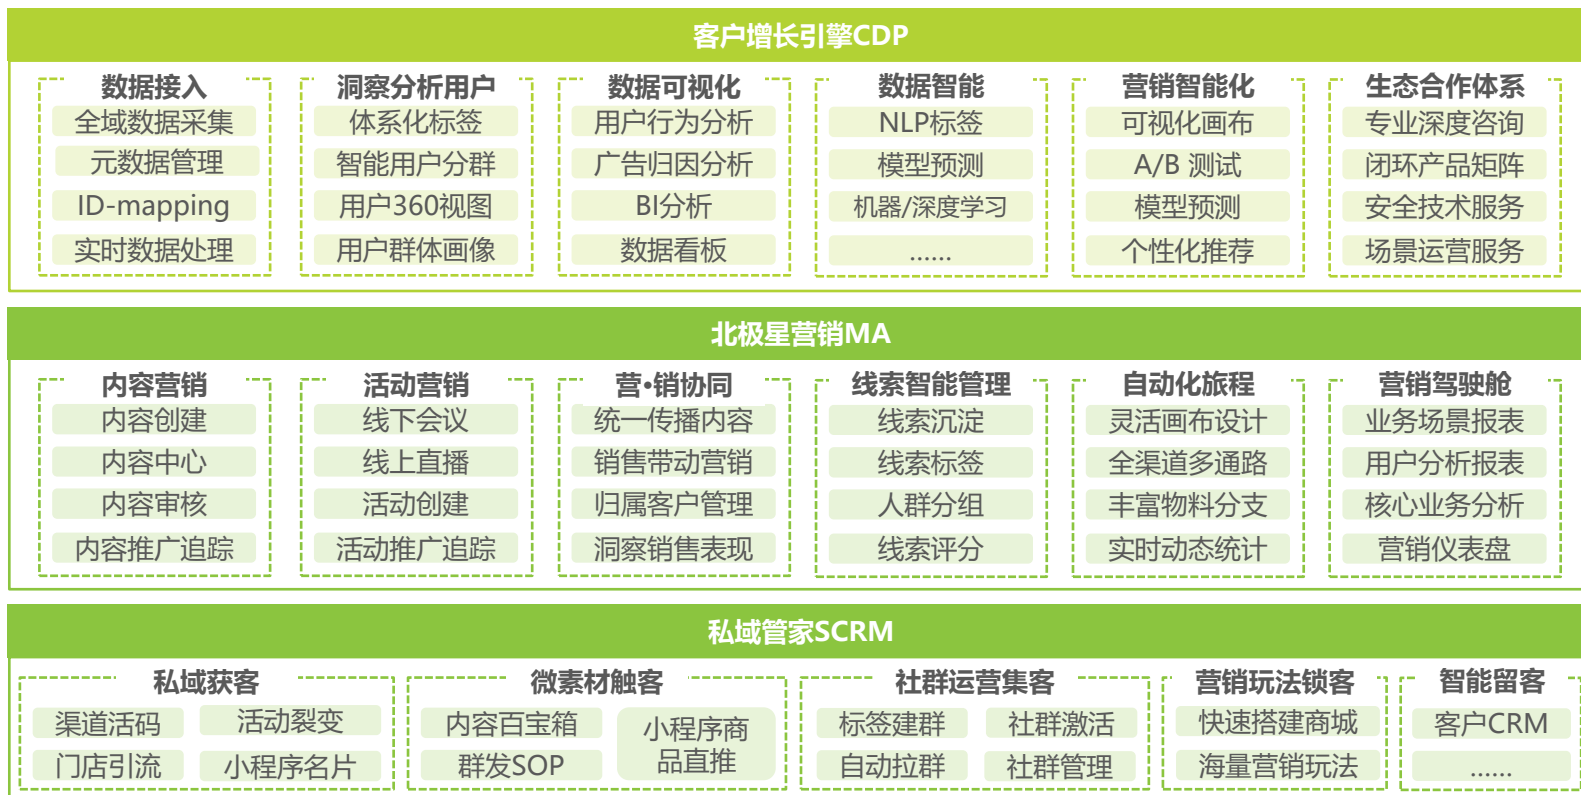 客户增长引擎CDP
数据接入
全域数据采集
元数据管理
ID-mapping
实时数据处理
洞察分析用户
体系化标签
智能用户分群
用户360视图
用户群体画像
数据可视化
用户行为分析
广告归因分析
BI分析
数据看板
数据智能
NLP标签
模型预测
机器/深度学习
......
营销智能化
可视化画布
A/B 测试
模型预测
个性化推荐
生态合作体系
专业深度咨询
闭环产品矩阵
安全技术服务
场景运营服务
北极星营销MA
内容营销
内容创建
内容中心
内容审核
内容推广追踪
活动营销
线下会议
线上直播
活动创建
活动推广追踪
营•销协同
统一传播内容
销售带动营销
归属客户管理
洞察销售表现
线索智能管理
线索沉淀
线索标签
人群分组
线索评分
自动化旅程
灵活画布设计
全渠道多通路
丰富物料分支
实时动态统计
营销驾驶舱
业务场景报表
用户分析报表
核心业务分析
营销仪表盘
私域管家SCRM
私域获客
渠道活码
活动裂变
门店引流
小程序名片
微素材触客
内容百宝箱
群发SOP
小程序商
品直推
社群运营集客
标签建群
社群激活
自动拉群
社群管理
营销玩法锁客
快速搭建商城
海量营销玩法
智能留客
客户CRM
......